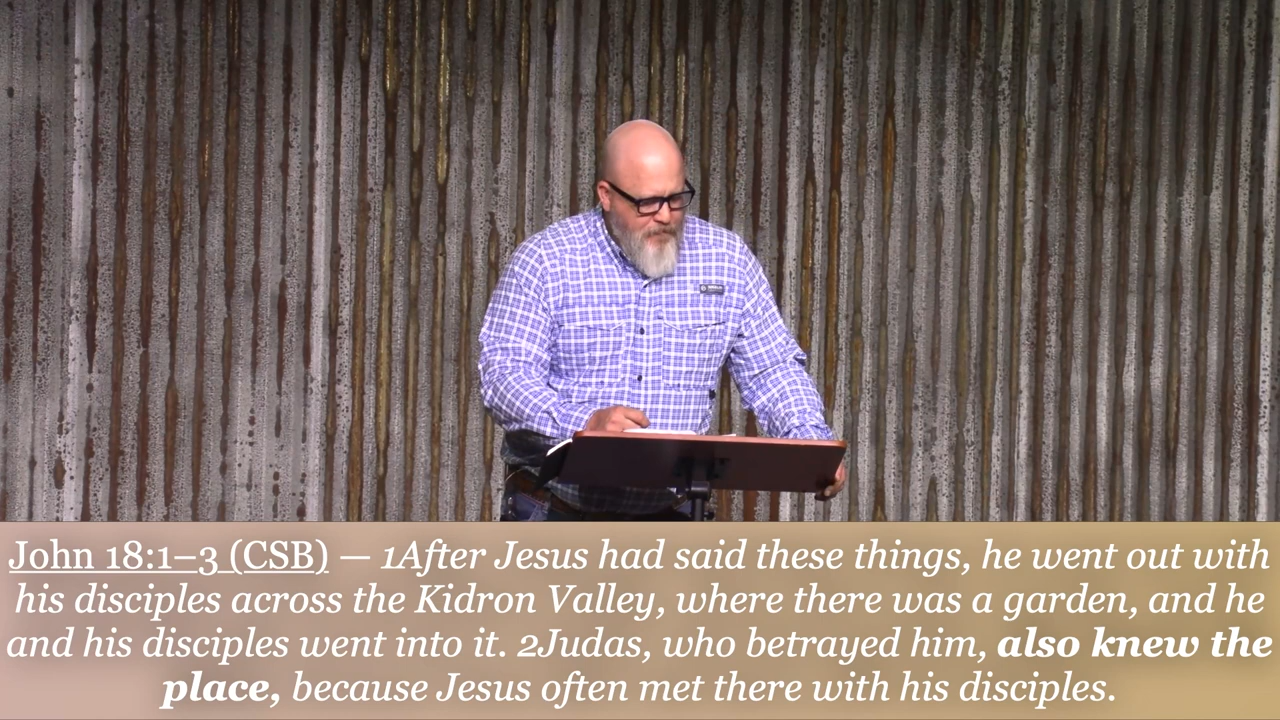 John 18:1–3 (CSB) — 1After Jesus had said these things, he went out with
his disciples across the Kidron Valley, where there was a garden, and he
and his disciples went into it. 2Judas, who betrayed him, also knew the
place, because Jesus often met there with his disciples.